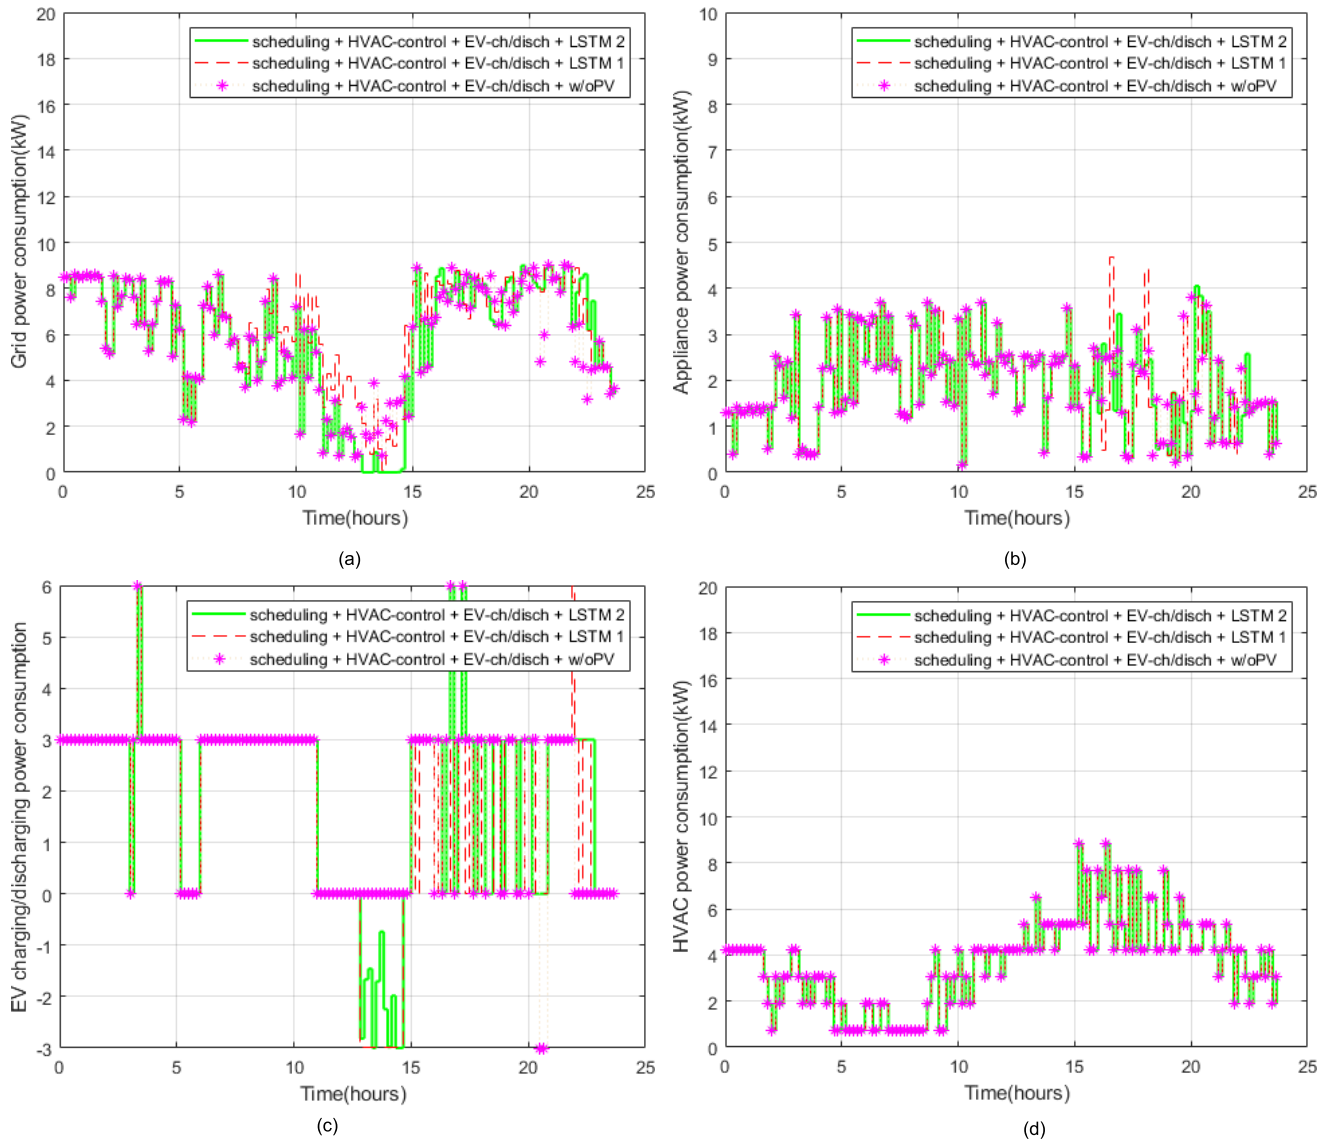 20
18
16
14
12
10
8
6
4
2
0
Grid power consumption(kW)
scheduling + HVAC-control + EV-ch/disch + LSTM 2
scheduling + HVAC-control + EV-ch/disch + LSTM 1
scheduling + HVAC-control + EV-ch/disch + w/oPV
0 5 10 15 20 25
Time(hours)
(a)
10
9
8
7
6
5
4
3
2
1
0
Appliance power consumption(kW)
scheduling + HVAC-control + EV-ch/disch + LSTM 2
scheduling + HVAC-control + EV-ch/disch + LSTM 1
scheduling + HVAC-control + EV-ch/disch + w/oPV
0 5 10 15 20 25
Time(hours)
(b)
6
5
4
3
2
1
0
-1
-2
-3
EV charging/discharging power consumption
scheduling + HVAC-control + EV-ch/disch + LSTM 2
scheduling + HVAC-control + EV-ch/disch + LSTM 1
scheduling + HVAC-control + EV-ch/disch + w/oPV
0 5 10 15 20 25
Time(hours)
(c)
20
18
16
14
12
10
8
6
4
2
0
HVAC power consumption(kW)
scheduling + HVAC-control + EV-ch/disch + LSTM 2
scheduling + HVAC-control + EV-ch/disch + LSTM 1
scheduling + HVAC-control + EV-ch/disch + w/oPV
0 5 10 15 20 25
Time(hours)
(d)